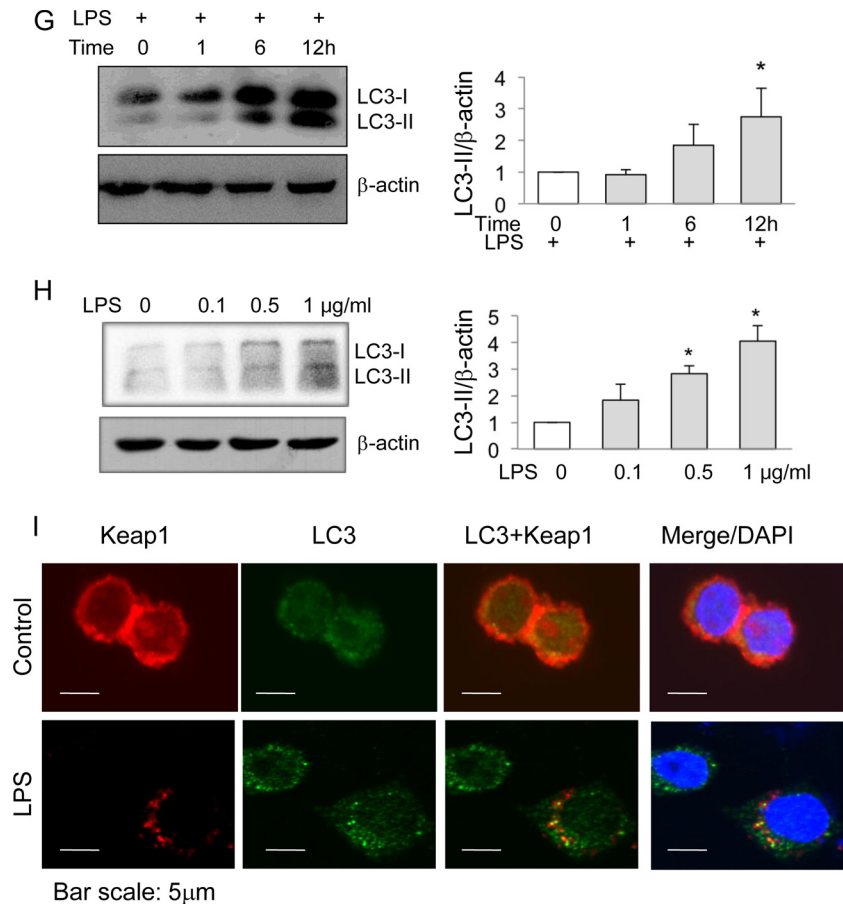 G
LPS + + + +
Time 0 1 6 12h
LC3-I
LC3-II
β-actin
LC3-II/β-actin
5
4
3
2
1
0
*
Time 0 1 6 12h
LPS + + + +
H
LPS 0 0.1 0.5 1 μg/ml
LC3-I
LC3-II
β-actin
LC3-II/β-actin
5
4
3
2
1
0
* *
LPS 0 0.1 0.5 1 μg/ml
I
Keap1 LC3 LC3+Keap1 Merge/DAPI
Control
LPS
Bar scale: 5μm